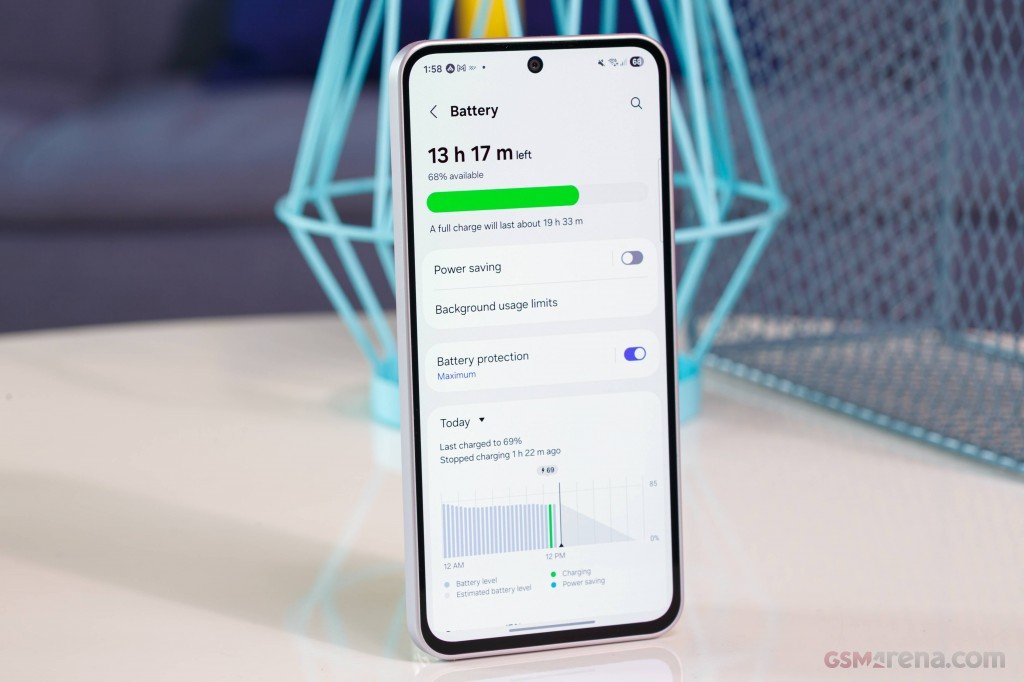 1:58
68
Battery
13 h 17 m left
68% available
A full charge will last about 19 h 33 m
Power saving
Background usage limits
Battery protection
Maximum
Today
Last charged to 69%
Stopped charging 1 h 22 m ago
69
85
0%
12 AM
12 PM
Battery level
Charging
Estimated battery level
Power saving
GSMarena.com